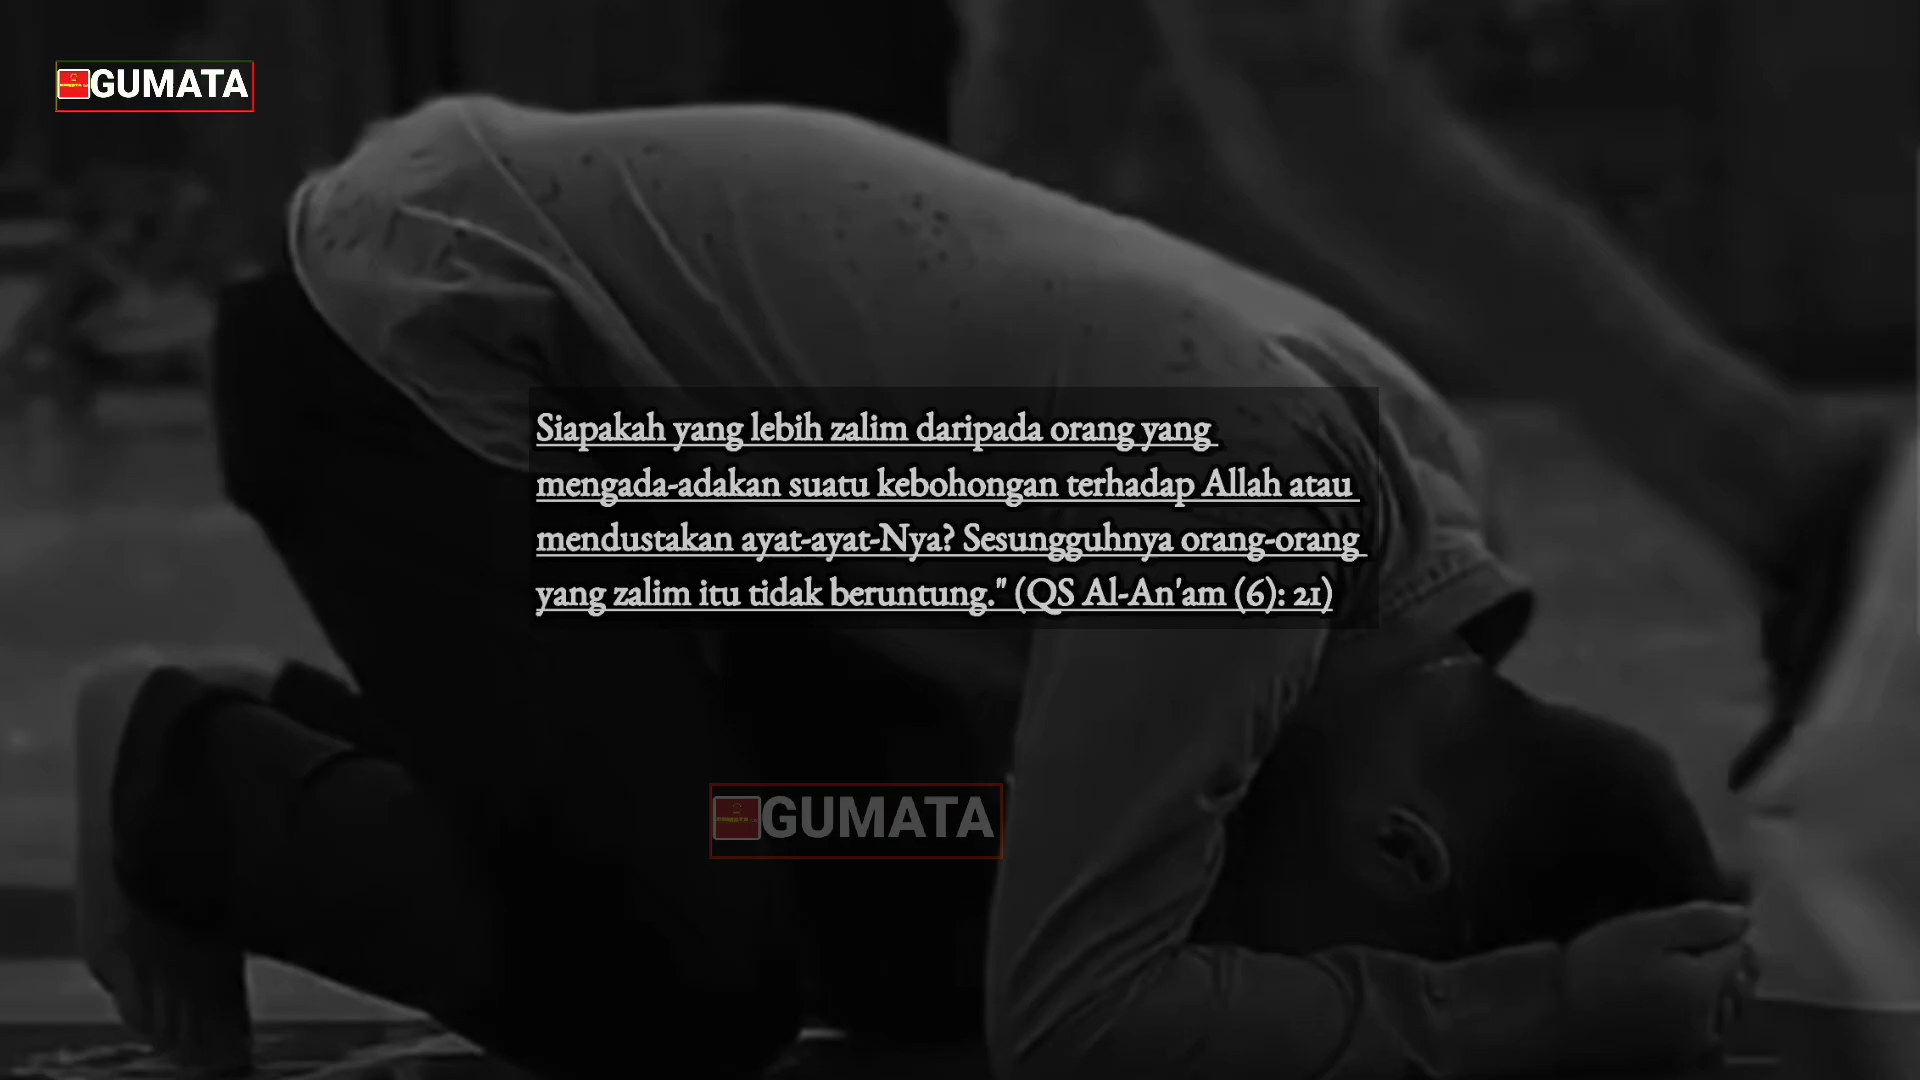 GUMATA
Siapakah yang lebih zalim daripada orang yang
mengada-adakan suatu kebohongan terhadap Allah atau
mendustakan ayat-ayat-Nya? Sesungguhnya orang-orang
yang zalim itu tidak beruntung." (QS Al-An'am (6): 21)
GUMATA